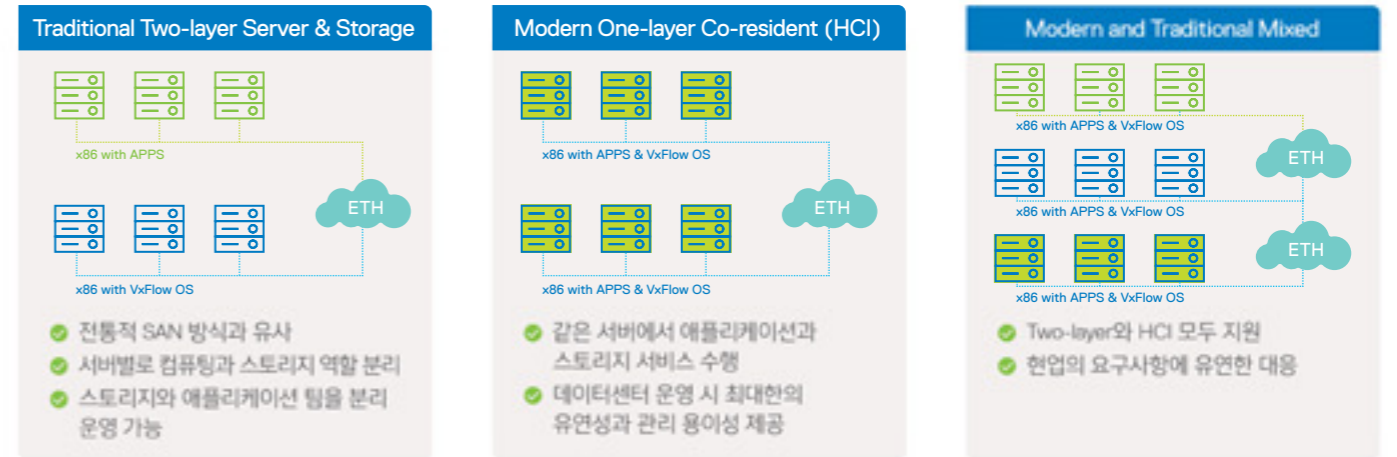 Traditional Two-layer Server & Storage
x86 with APPS
ETH
x86 with VxFlow OS
전통적 SAN 방식과 유사
서버별로 컴퓨팅과 스토리지 역할 분리
스토리지와 애플리케이션 팀을 분리
운영 가능
Modern One-layer Co-resident (HCI)
x86 with APPS & VxFlow OS
ETH
x86 with APPS & VxFlow OS
같은 서버에서 애플리케이션과
스토리지 서비스 수행
데이터센터 운영 시 최대한의
유연성과 관리 용이성 제공
Modern and Traditional Mixed
x86 with APPS & VxFlow OS
ETH
x86 with APPS & VxFlow OS
ETH
x86 with APPS & VxFlow OS
Two-layer와 HCI 모두 지원
현업의 요구사항에 유연한 대응